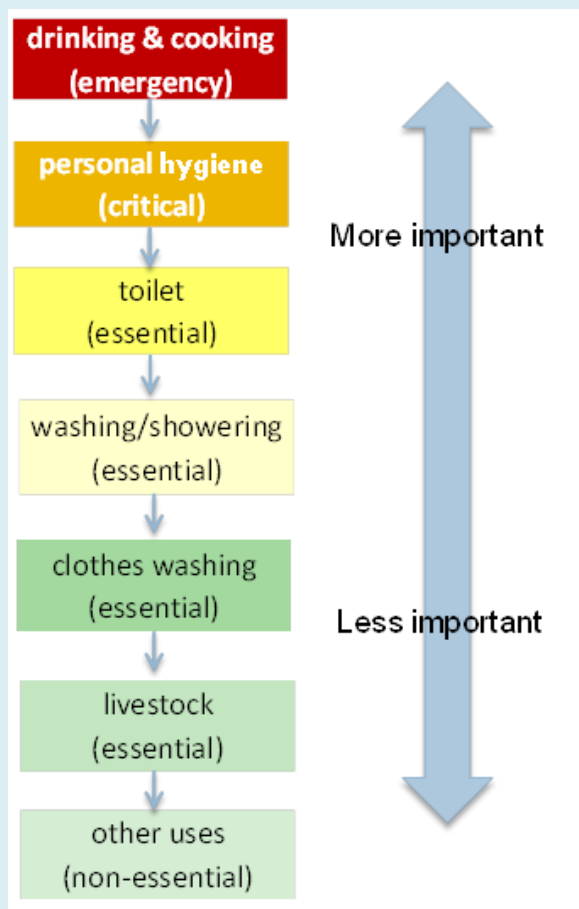 drinking & cooking
(emergency)
personal hygiene
(critical)
More important
toilet
(essential)
washing/showering
(essential)
clothes washing
(essential)
Less important
livestock
(essential)
other uses
(non-essential)